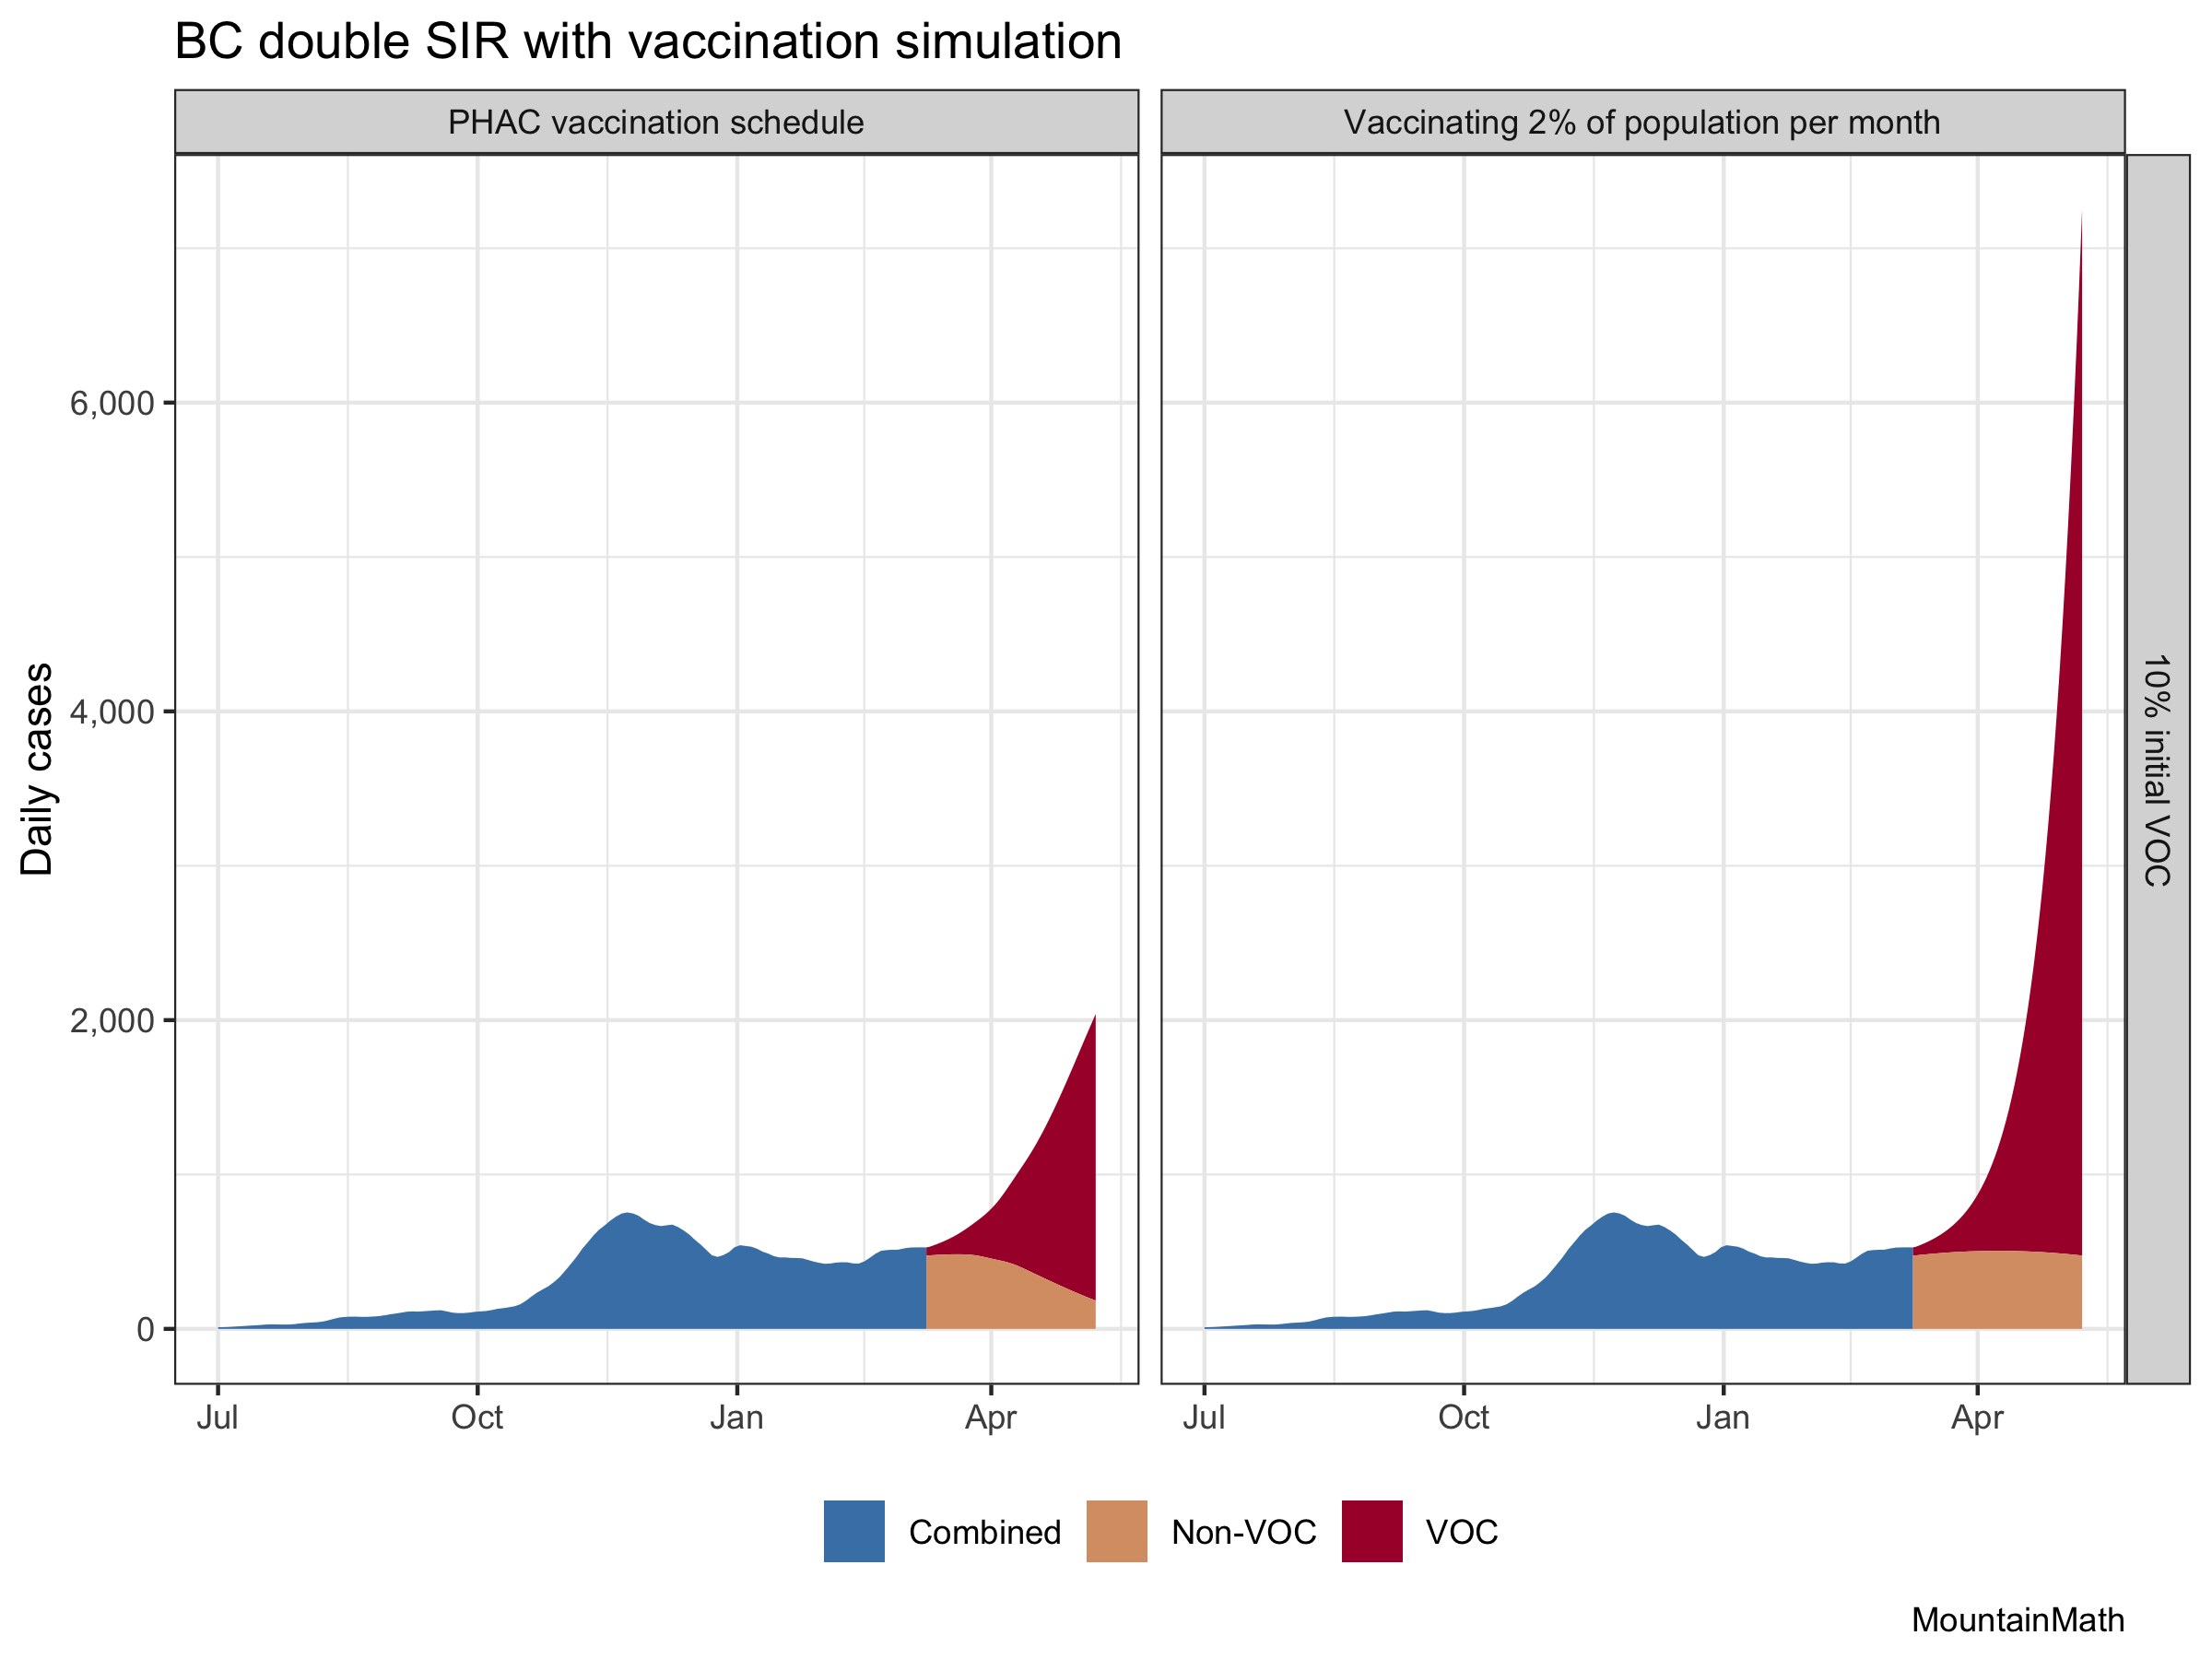 BC double SIR with vaccination simulation
PHAC vaccination schedule
Vaccinating 2% of population per month
10% initial VOC
Daily cases
6,000
4,000
2,000
0
Jul Oct Jan Apr
Jul Oct Jan Apr
Combined Non-VOC VOC
MountainMath